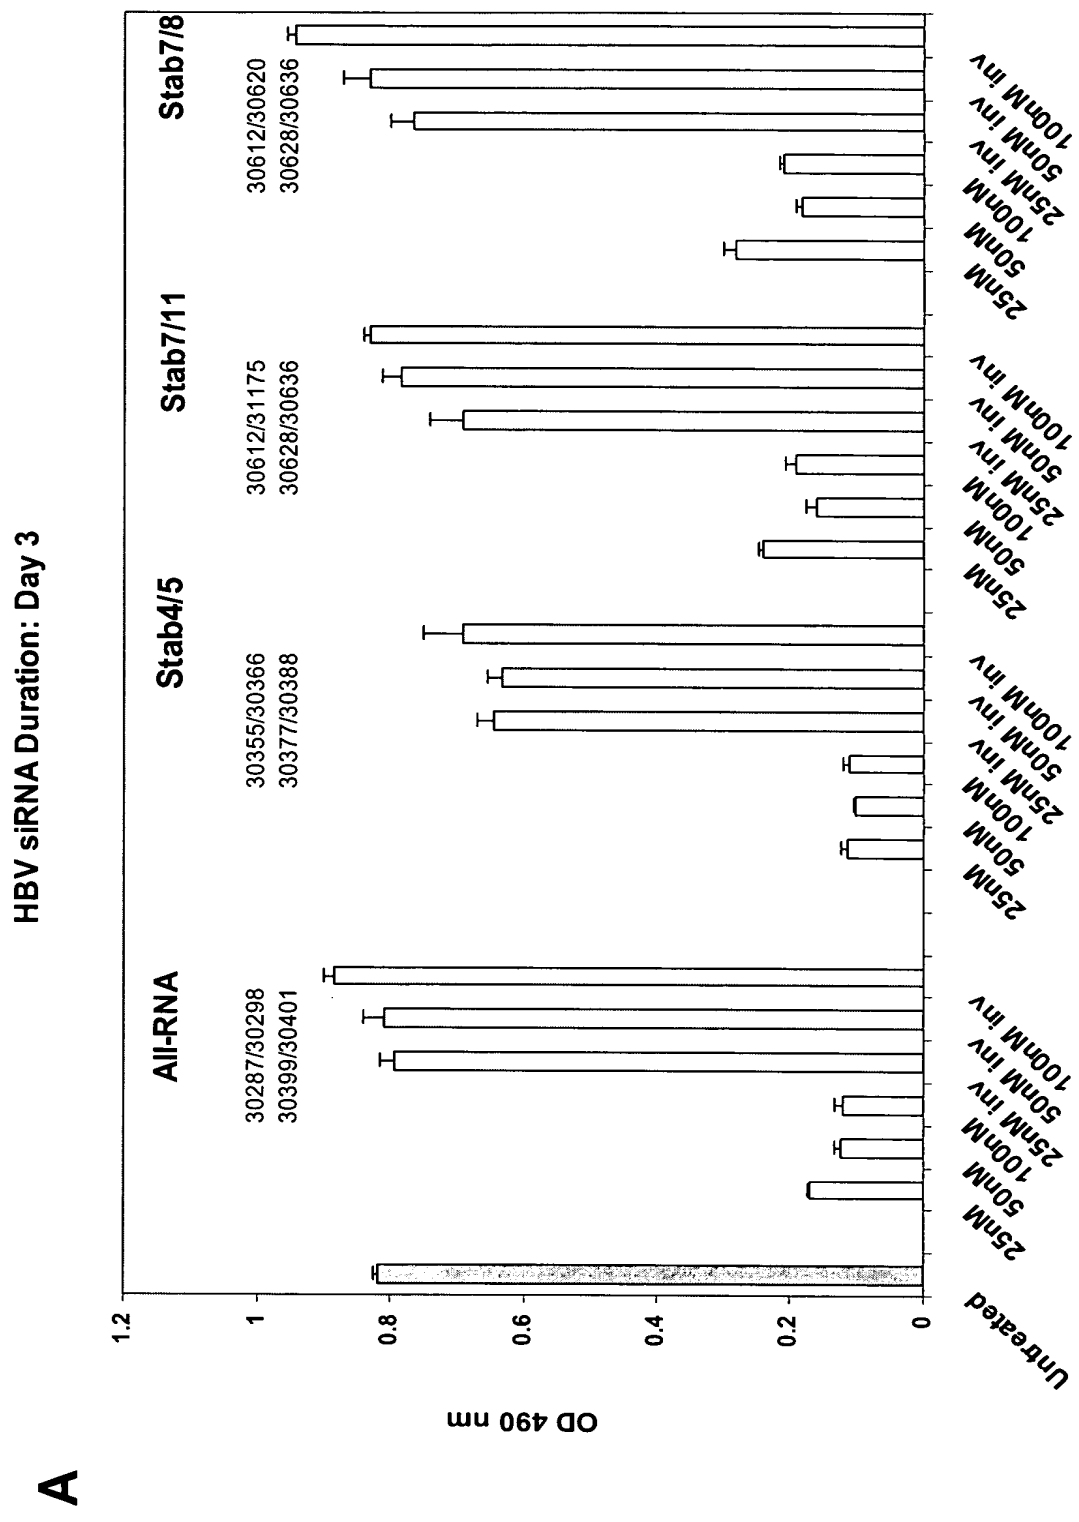 A
HBV siRNA Duration: Day 3
All-RNA
Stab4/5
Stab7/11
Stab7/8
30287/30298
30399/30401
30355/30366
30377/30388
30612/31175
30628/30636
30612/30620
30628/30636
OD 490 nm
1.2
1
0.8
0.6
0.4
0.2
0
Untreated
25nM
50nM
100nM
25nM inv
50nM inv
100nM inv
25nM
50nM
100nM
25nM inv
50nM inv
100nM inv
25nM
50nM
100nM
25nM inv
50nM inv
100nM inv
25nM
50nM
100nM
25nM inv
50nM inv
100nM inv